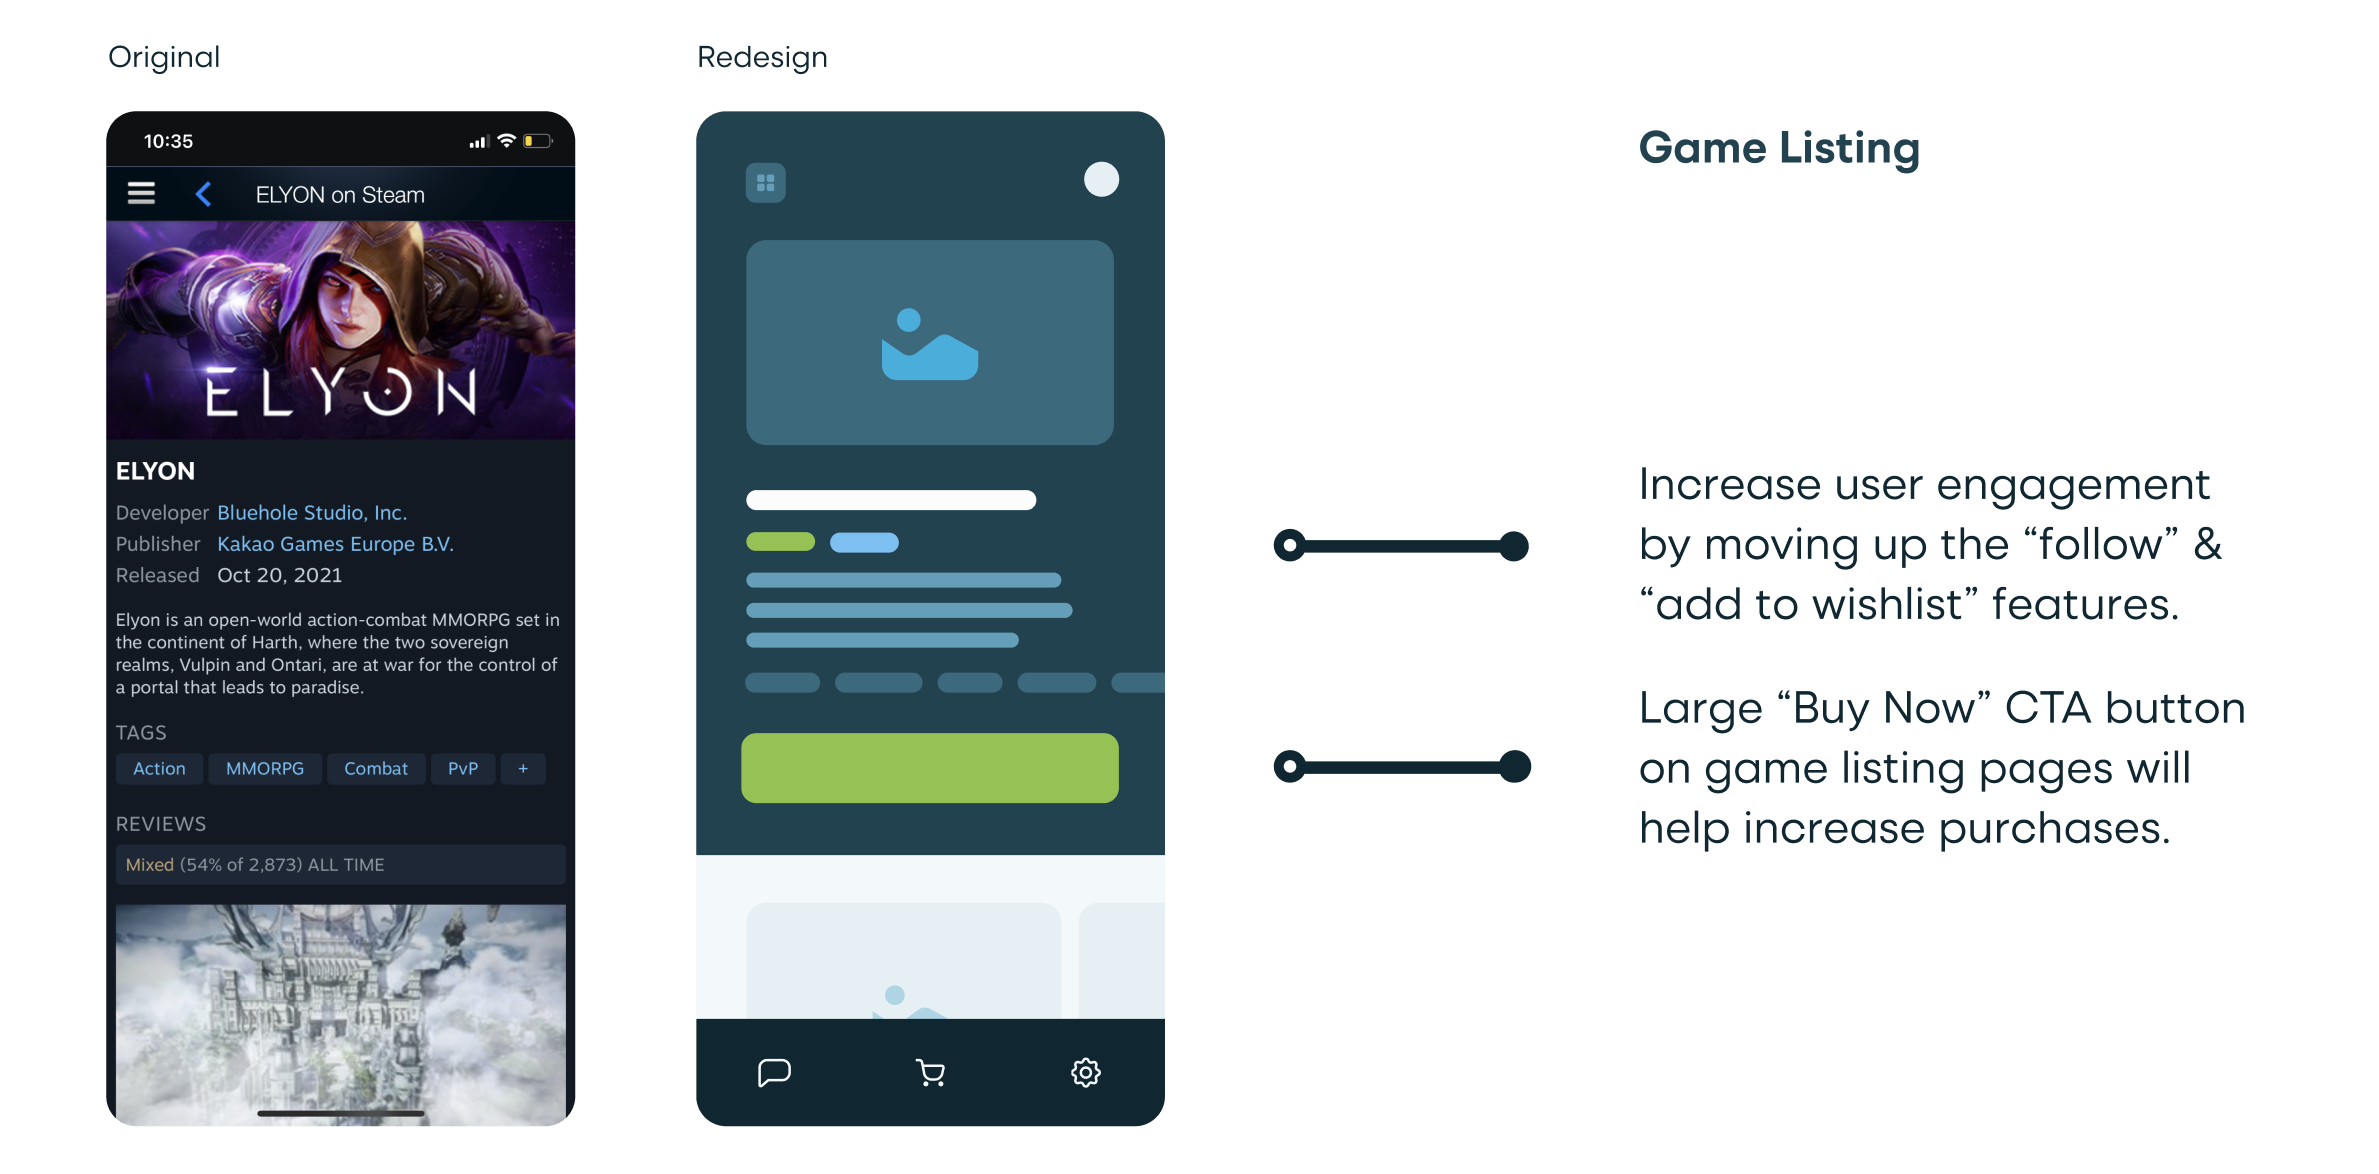 Original
Redesign
10:35
ELYON on Steam
ELYON
ELYON
Developer Bluehole Studio, Inc.
Publisher Kakao Games Europe B.V.
Released Oct 20, 2021
Elyon is an open-world action-combat MMORPG set in
the continent of Harth, where the two sovereign
realms, Vulpin and Ontari, are at war for the control of
a portal that leads to paradise.
TAGS
Action MMORPG Combat PvP +
REVIEWS
Mixed (54% of 2,873) ALL TIME
Game Listing
Increase user engagement
by moving up the “follow” &
“add to wishlist” features.
Large “Buy Now” CTA button
on game listing pages will
help increase purchases.